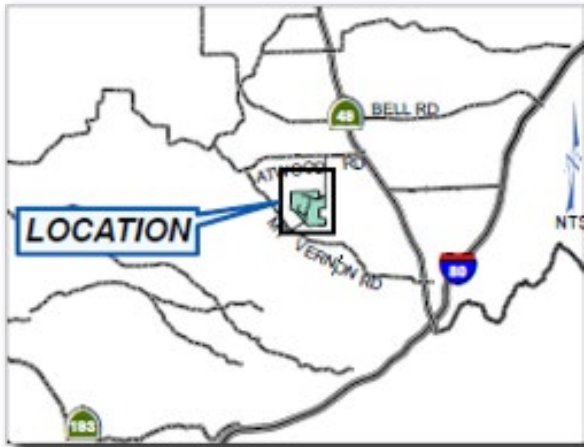 BELL RD
49
ATWOOD RD
LOCATION
MT VERNON RD
NTS
80
193